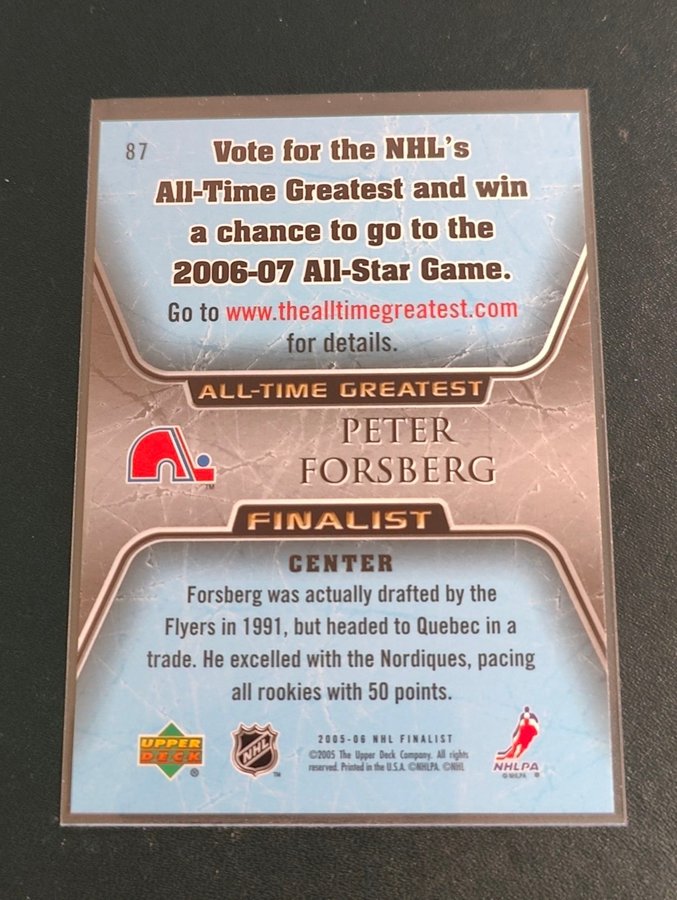 87
Vote for the NHL's
All-Time Greatest and win
a chance to go to the
2006-07 All-Star Game.
Go to www.thealltimegreatest.com
for details.
ALL-TIME GREATEST
PETER
FORSBERG
TM
FINALIST
CENTER
Forsberg was actually drafted by the
Flyers in 1991, but headed to Quebec in a
trade. He excelled with the Nordiques, pacing
all rookies with 50 points.
UPPER
DECK
®
NHL
TM
2005-06 NHL FINALIST
©2005 The Upper Deck Company. All rights
reserved. Printed in the U.S.A. ©NHLPA. ©NHL
NHLPA
© NHLPA ®